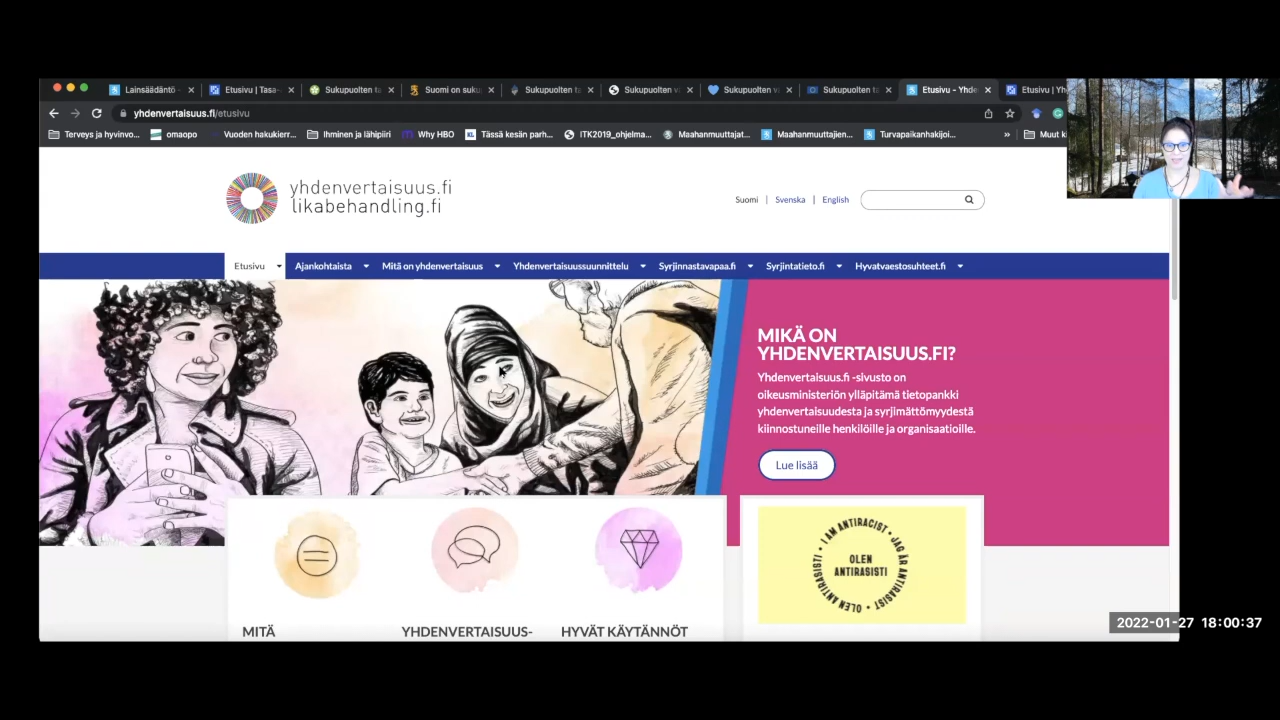 Lainsäädäntö
Etusivu | Tasa-
Sukupuolten ta
Suomi on suku
Sukupuolten ta
Sukupuolten v
Sukupuolten v
Sukupuolten ta
Etusivu - Yhde
Etusivu | Yh
yhdenvertaisuus.fi/etusivu
Terveys ja hyvinvo...
omaopo
Vuoden hakukierr...
Ihminen ja lähipiiri
Why HBO
KL Tässä kesän parh...
ITK2019_ohjelma...
Maahanmuuttajat...
Maahanmuuttajien...
Turvapaikanhakijoi...
»
Muut ki
yhdenvertaisuus.fi
likabehandling.fi
Suomi | Svenska | English
Etusivu
Ajankohtaista
Mitä on yhdenvertaisuus
Yhdenvertaisuussuunnittelu
Syrjinnastavapaa.fi
Syrjintatieto.fi
Hyvatvaestosuhteet.fi
MIKÄ ON
YHDENVERTAISUUS.FI?
Yhdenvertaisuus.fi -sivusto on
oikeusministeriön ylläpitämä tietopankki
yhdenvertaisuudesta ja syrjimättömyydestä
kiinnostuneille henkilöille ja organisaatioille.
Lue lisää
• I AM ANTIRACIST • JAG ÄR ANTIRASIST • OLEN ANTIRASISTI
OLEN
ANTIRASISTI
MITÄ
YHDENVERTAISUUS-
HYVÄT KÄYTÄNNÖT
2022-01-27 18:00:37